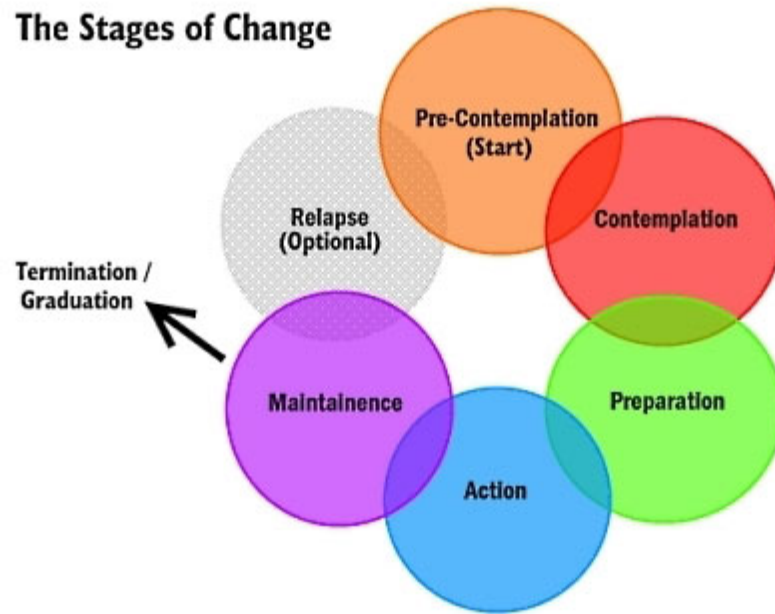 The Stages of Change
Pre-Contemplation
(Start)
Contemplation
Preparation
Action
Maintainence
Relapse
(Optional)
Termination /
Graduation